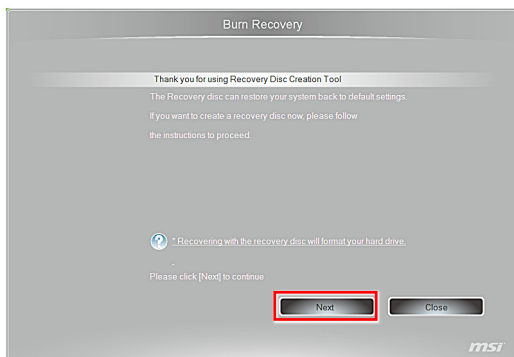 Burn Recovery
Thank you for using Recovery Disc Creation Tool
The Recovery disc can restore your system back to default settings.
If you want to create a recovery disc now, please follow
the instructions to proceed.
? * Recovering with the recovery disc will format your hard drive.
.
Please click [Next] to continue
Next Close
msi